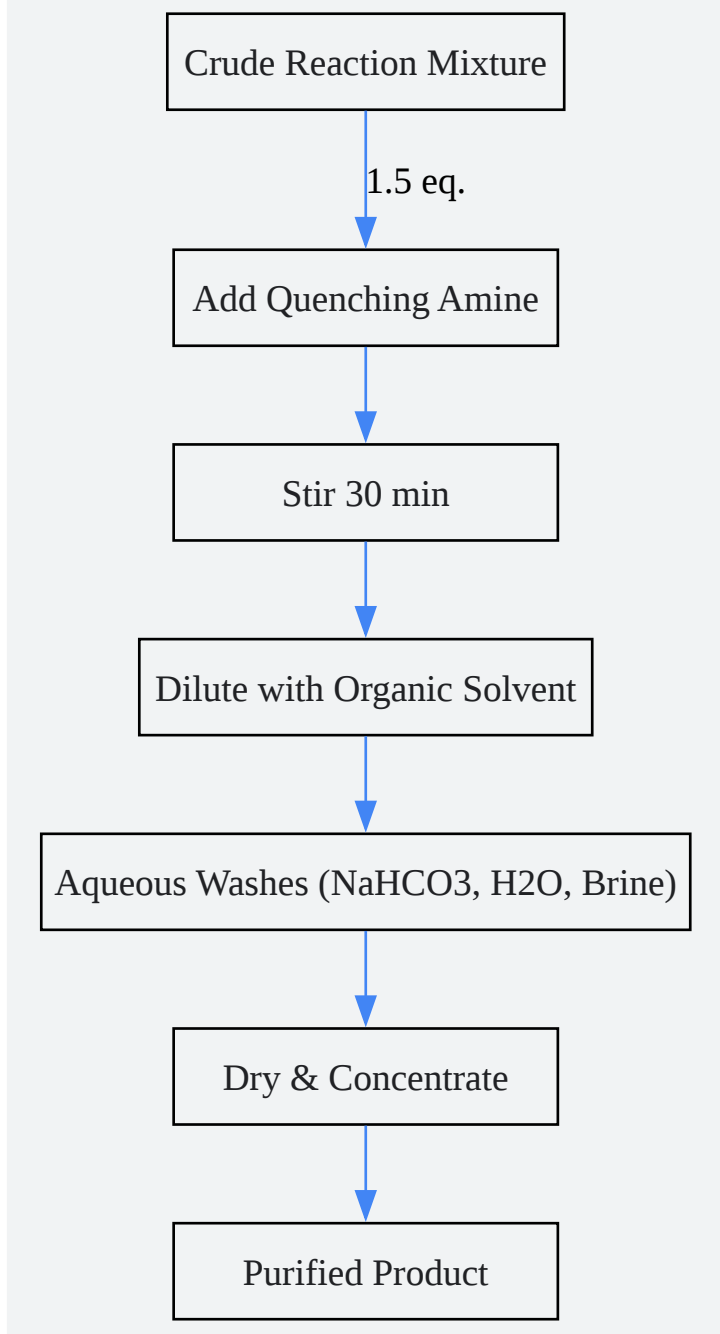 Crude Reaction Mixture
1.5 eq.
Add Quenching Amine
Stir 30 min
Dilute with Organic Solvent
Aqueous Washes (NaHCO3, H2O, Brine)
Dry & Concentrate
Purified Product